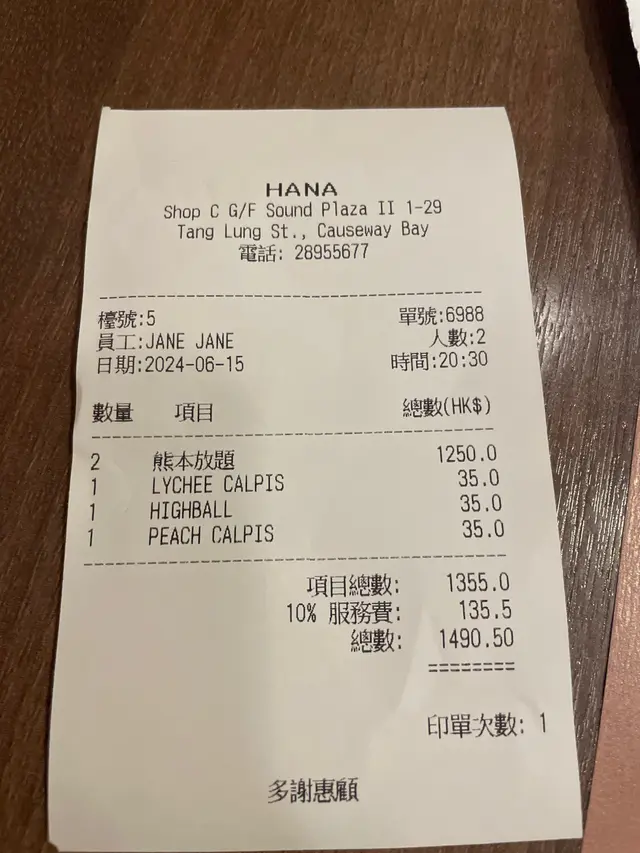 HANA
Shop C G/F Sound Plaza II 1-29
Tang Lung St., Causeway Bay
電話: 28955677
檯號:5 單號:6988
員工:JANE JANE 人數:2
日期:2024-06-15 時間:20:30
數量 項目 總數(HK$)
2 熊本放題 1250.0
1 LYCHEE CALPIS 35.0
1 HIGHBALL 35.0
1 PEACH CALPIS 35.0
項目總數: 1355.0
10% 服務費: 135.5
總數: 1490.50
========
印單次數: 1
多謝惠顧